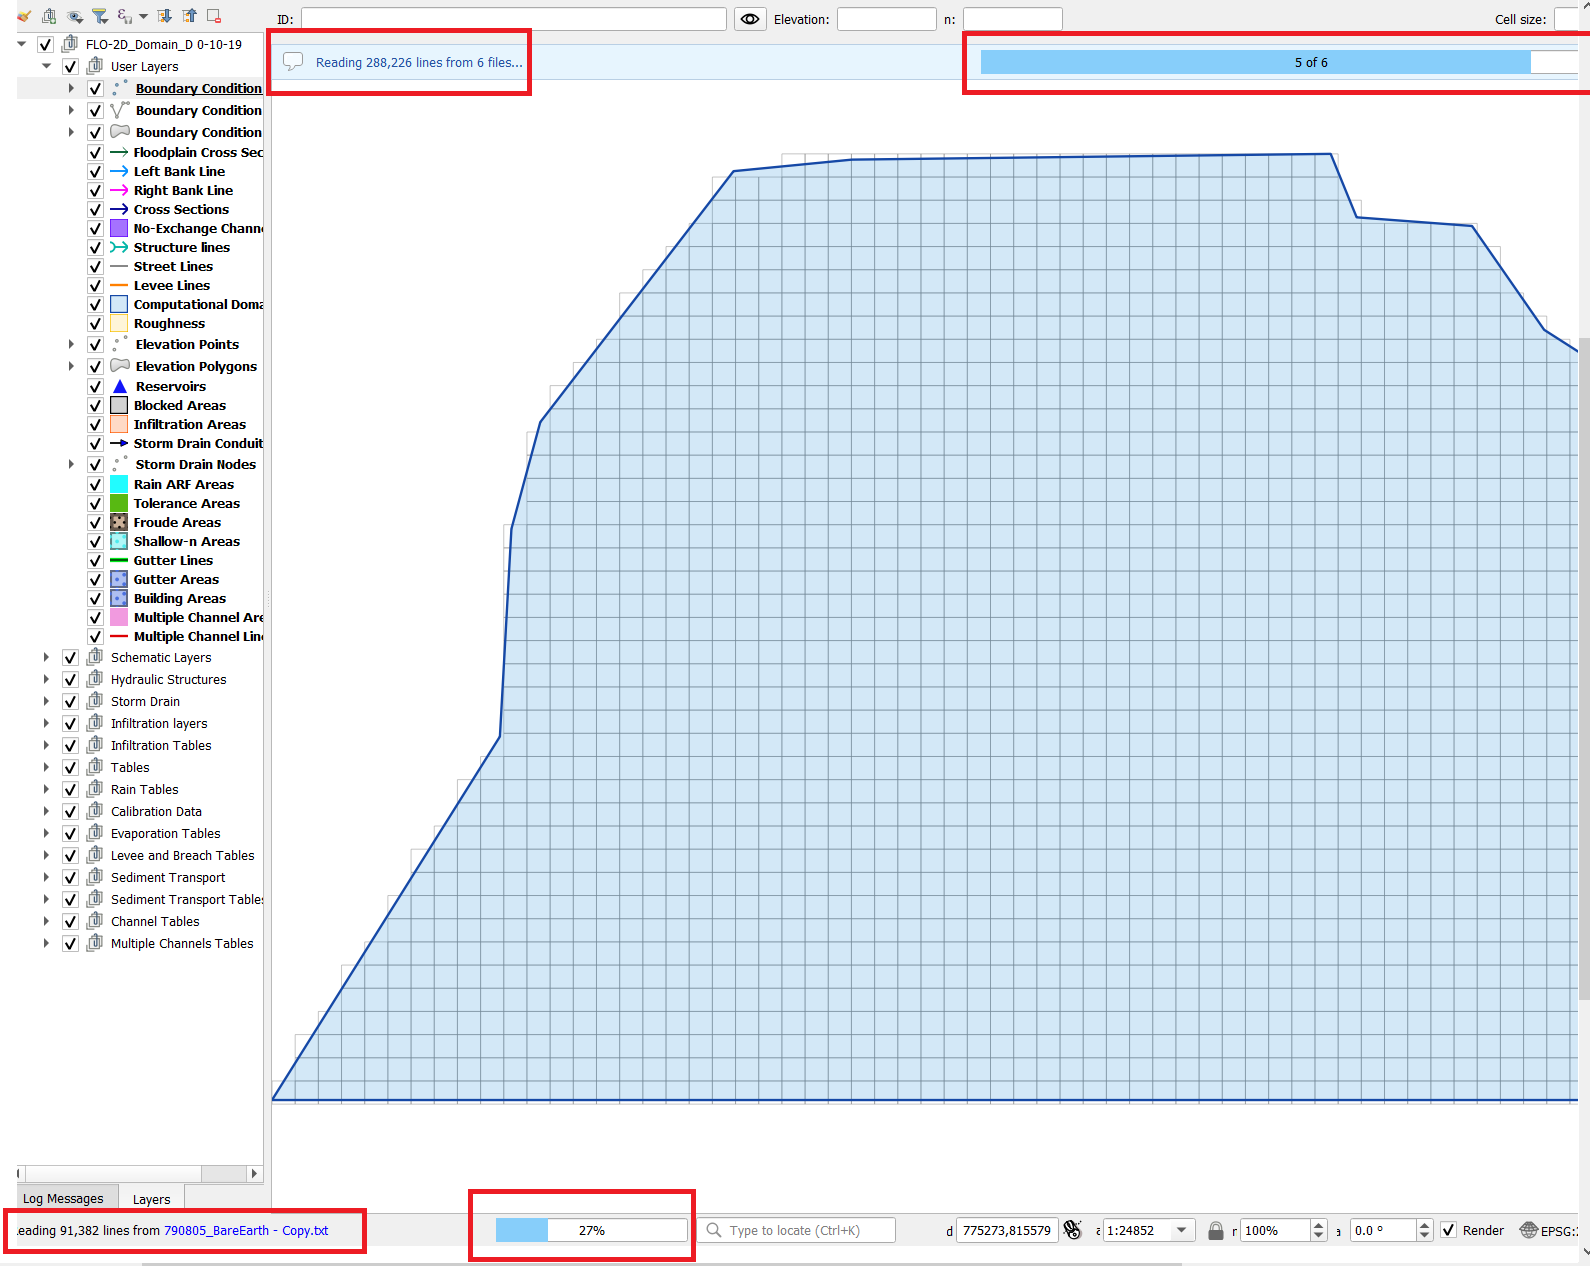 ID: Elevation: n: Cell size:
FLO-2D_Domain_D 0-10-19
Reading 288,226 lines from 6 files...
5 of 6
User Layers
Boundary Condition
Boundary Condition
Boundary Condition
Floodplain Cross Sec
Left Bank Line
Right Bank Line
Cross Sections
No-Exchange Chann
Structure lines
Street Lines
Levee Lines
Computational Doma
Roughness
Elevation Points
Elevation Polygons
Reservoirs
Blocked Areas
Infiltration Areas
Storm Drain Conduit
Storm Drain Nodes
Rain ARF Areas
Tolerance Areas
Froude Areas
Shallow-n Areas
Gutter Lines
Gutter Areas
Building Areas
Multiple Channel Are
Multiple Channel Line
Schematic Layers
Hydraulic Structures
Storm Drain
Infiltration layers
Infiltration Tables
Tables
Rain Tables
Calibration Data
Evaporation Tables
Levee and Breach Tables
Sediment Transport
Sediment Transport Tables
Channel Tables
Multiple Channels Tables
Log Messages Layers
eading 91,382 lines from 790805_BareEarth - Copy.txt
27%
Type to locate (Ctrl+K)
d 775273,815579 1:24852 r 100% a 0.0 ° Render EPSG: